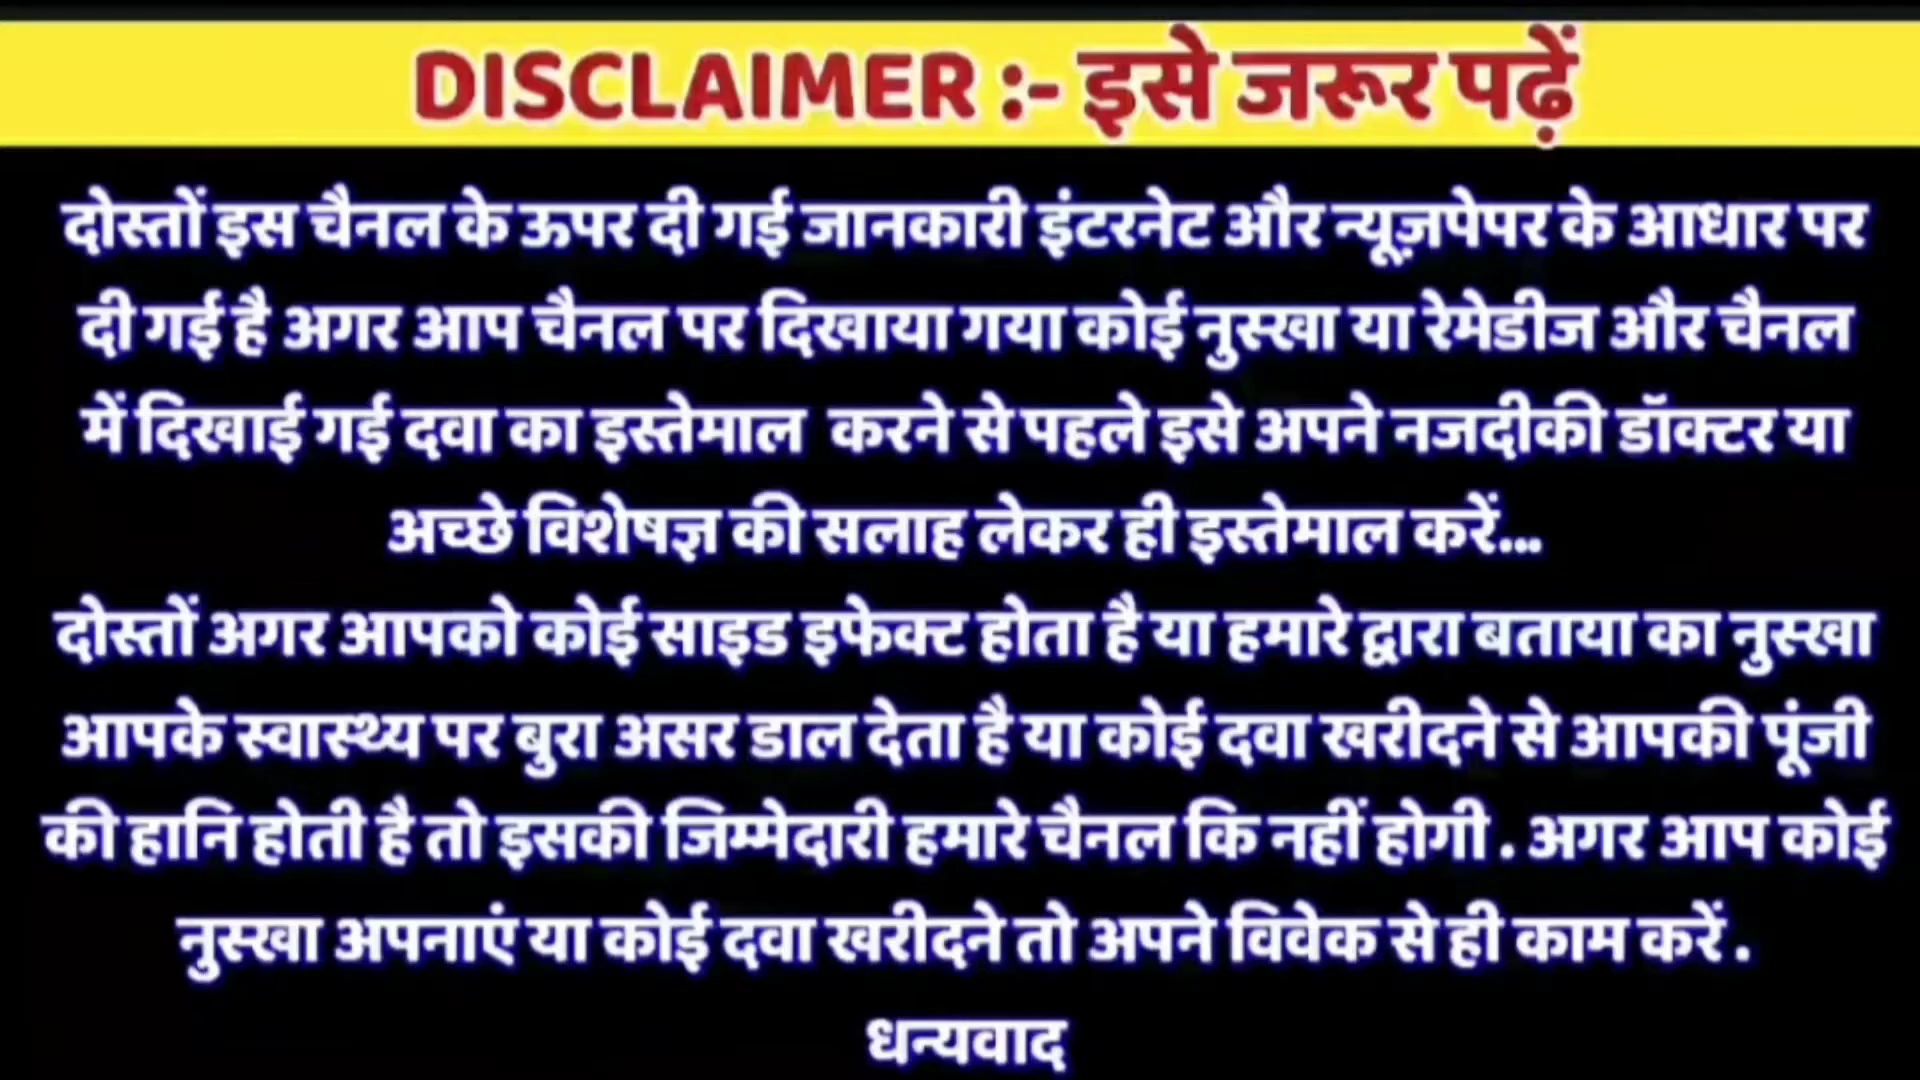 DISCLAIMER :- इसे जरूर पढ़ें
दोस्तों इस चैनल के ऊपर दी गई जानकारी इंटरनेट और न्यूज़पेपर के आधार पर
दी गई है अगर आप चैनल पर दिखाया गया कोई नुस्खा या रेमेडीज और चैनल
में दिखाई गई दवा का इस्तेमाल करने से पहले इसे अपने नजदीकी डॉक्टर या
अच्छे विशेषज्ञ की सलाह लेकर ही इस्तेमाल करें...
दोस्तों अगर आपको कोई साइड इफेक्ट होता है या हमारे द्वारा बताया का नुस्खा
आपके स्वास्थ्य पर बुरा असर डाल देता है या कोई दवा खरीदने से आपकी पूंजी
की हानि होती है तो इसकी जिम्मेदारी हमारे चैनल कि नहीं होगी . अगर आप कोई
नुस्खा अपनाएं या कोई दवा खरीदने तो अपने विवेक से ही काम करें .
धन्यवाद